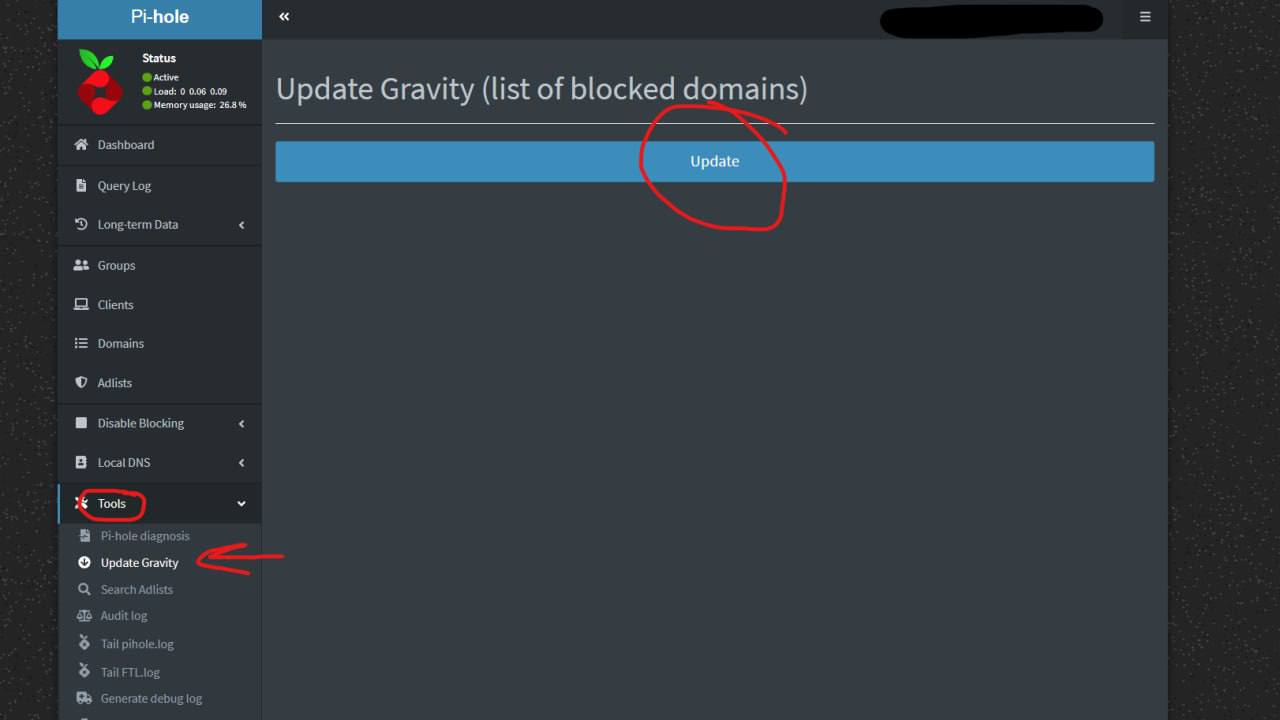 Pi-hole
Status
Active
Load: 0 0.06 0.09
Memory usage: 26.8 %
Dashboard
Query Log
Long-term Data
Groups
Clients
Domains
Adlists
Disable Blocking
Local DNS
Tools
Pi-hole diagnosis
Update Gravity
Search Adlists
Audit log
Tail pihole.log
Tail FTL.log
Generate debug log
Update Gravity (list of blocked domains)
Update